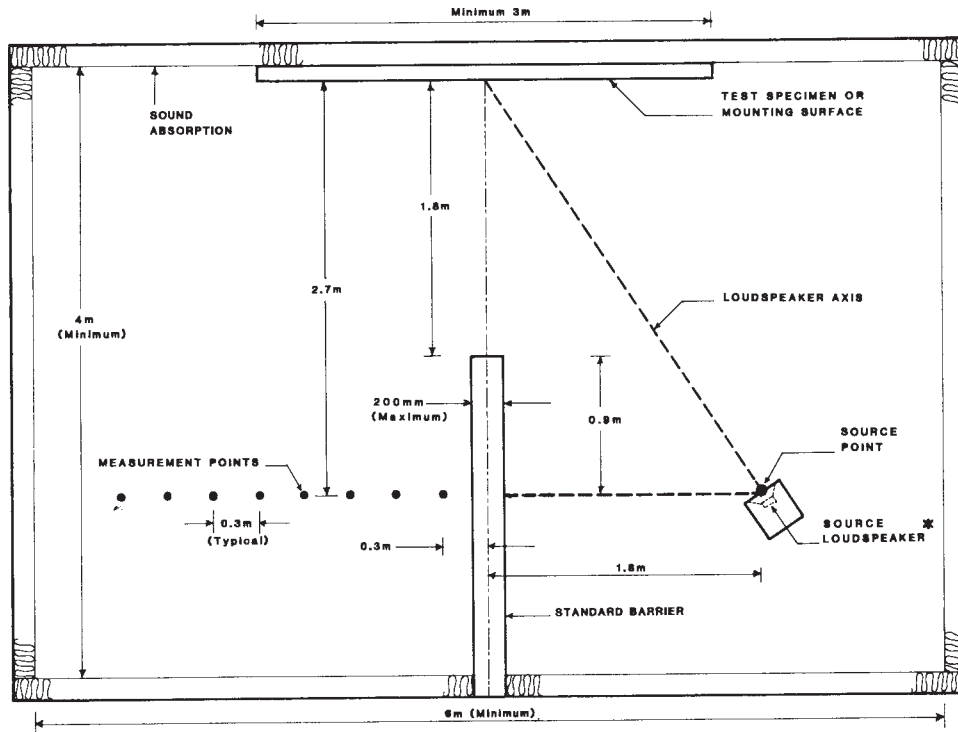 Minimum 3m
SOUND
ABSORPTION
TEST SPECIMEN OR
MOUNTING SURFACE
1.8m
2.7m
LOUDSPEAKER AXIS
4m
(Minimum)
200mm
(Maximum)
0.9m
SOURCE
POINT
MEASUREMENT POINTS
0.3m
(Typical)
0.3m
SOURCE *
LOUDSPEAKER
1.8m
STANDARD BARRIER
6m (Minimum)